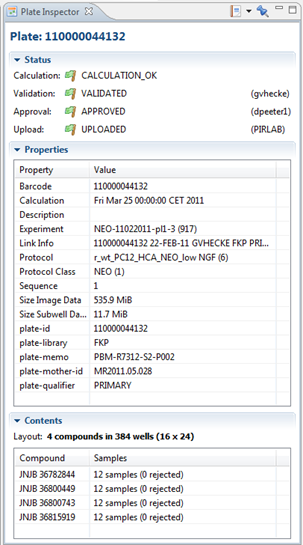 Plate Inspector
Plate: 110000044132
Status
Calculation: CALCULATION_OK
Validation: VALIDATED (gvhecke)
Approval: APPROVED (dpeeter1)
Upload: UPLOADED (PIRLAB)
Properties
Property Value
Barcode 110000044132
Calculation Fri Mar 25 00:00:00 CET 2011
Description
Experiment NEO-11022011-pl1-3 (917)
Link Info 110000044132 22-FEB-11 GVHECKE FKP PRI...
Protocol r_wt_PC12_HCA_NEO_low NGF (6)
Protocol Class NEO (1)
Sequence 1
Size Image Data 535.9 MiB
Size Subwell Da... 11.7 MiB
plate-id 110000044132
plate-library FKP
plate-memo PBM-R7312-S2-P002
plate-mother-id MR2011.05.028
plate-qualifier PRIMARY
Contents
Layout: 4 compounds in 384 wells (16 x 24)
Compound Samples
JNJB 36782844 12 samples (0 rejected)
JNJB 36800449 12 samples (0 rejected)
JNJB 36800743 12 samples (0 rejected)
JNJB 36815919 12 samples (0 rejected)